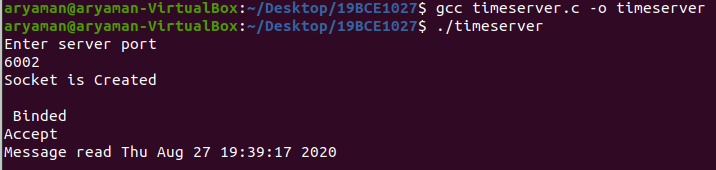 aryaman@aryaman-VirtualBox:~/Desktop/19BCE1027$ gcc timeserver.c -o timeserver
aryaman@aryaman-VirtualBox:~/Desktop/19BCE1027$ ./timeserver
Enter server port
6002
Socket is Created
Binded
Accept
Message read Thu Aug 27 19:39:17 2020